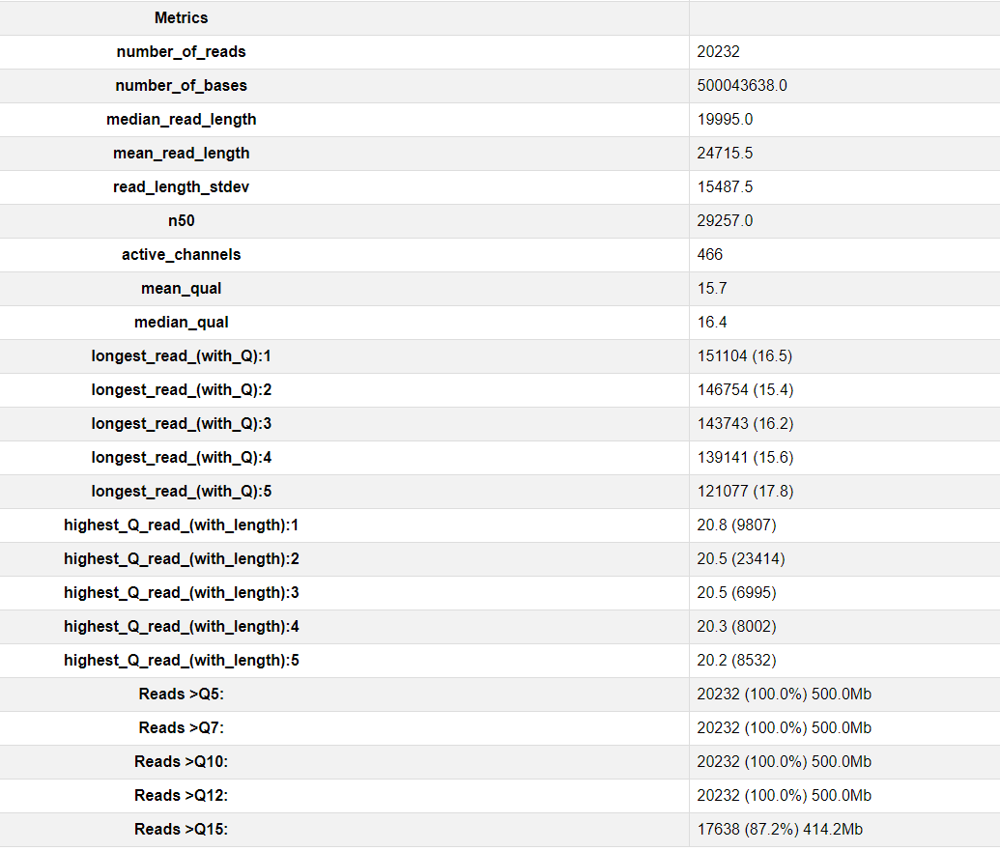 Metrics
number_of_reads 20232
number_of_bases 500043638.0
median_read_length 19995.0
mean_read_length 24715.5
read_length_stdev 15487.5
n50 29257.0
active_channels 466
mean_qual 15.7
median_qual 16.4
longest_read_(with_Q):1 151104 (16.5)
longest_read_(with_Q):2 146754 (15.4)
longest_read_(with_Q):3 143743 (16.2)
longest_read_(with_Q):4 139141 (15.6)
longest_read_(with_Q):5 121077 (17.8)
highest_Q_read_(with_length):1 20.8 (9807)
highest_Q_read_(with_length):2 20.5 (23414)
highest_Q_read_(with_length):3 20.5 (6995)
highest_Q_read_(with_length):4 20.3 (8002)
highest_Q_read_(with_length):5 20.2 (8532)
Reads >Q5: 20232 (100.0%) 500.0Mb
Reads >Q7: 20232 (100.0%) 500.0Mb
Reads >Q10: 20232 (100.0%) 500.0Mb
Reads >Q12: 20232 (100.0%) 500.0Mb
Reads >Q15: 17638 (87.2%) 414.2Mb